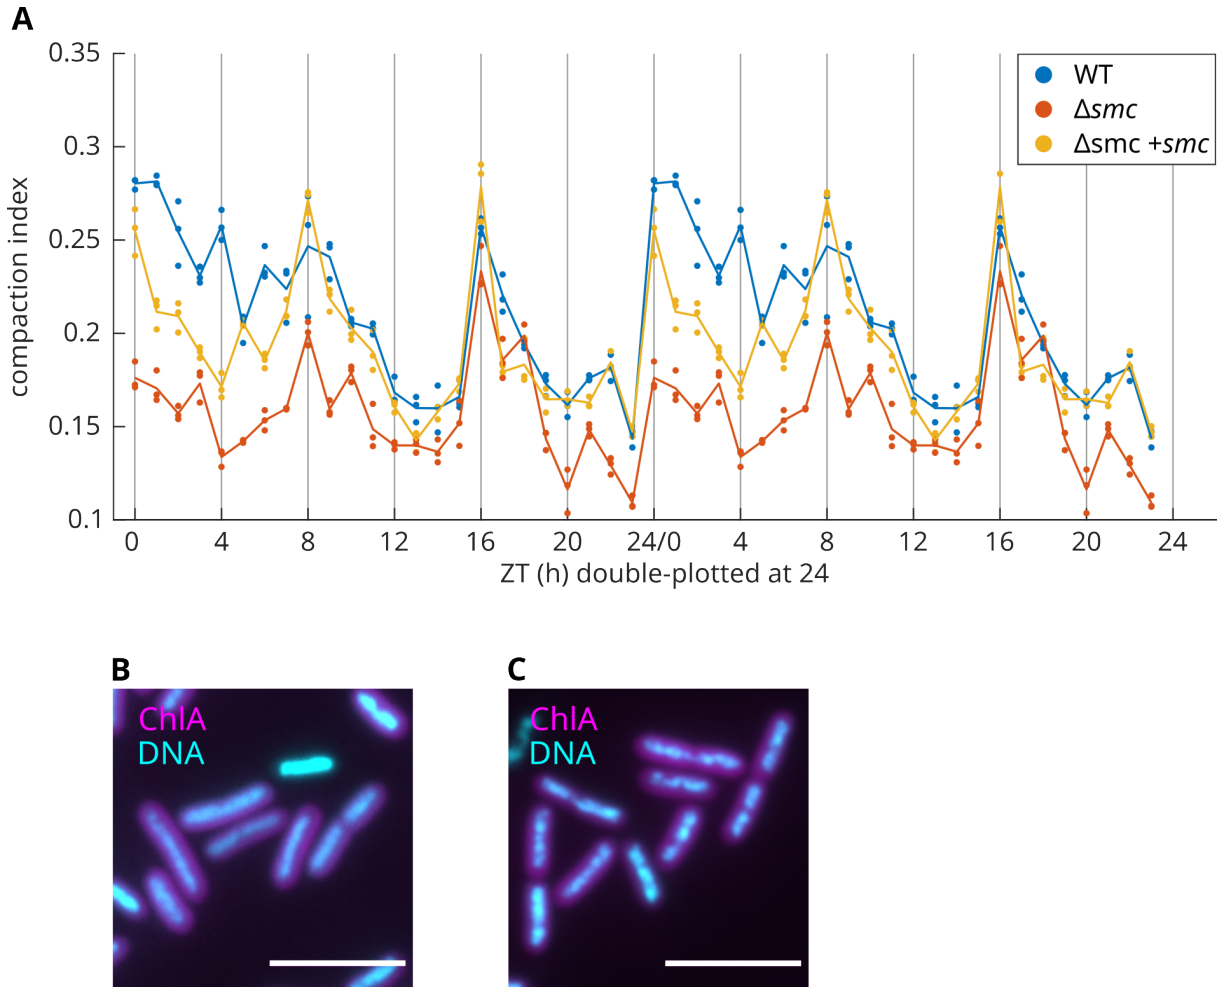 A
0.35
0.3
0.25
0.2
0.15
0.1
compaction index
WT
Δsmc
Δsmc +smc
0 4 8 12 16 20 24/0 4 8 12 16 20 24
ZT (h) double-plotted at 24
B
C
ChlA
DNA
ChlA
DNA